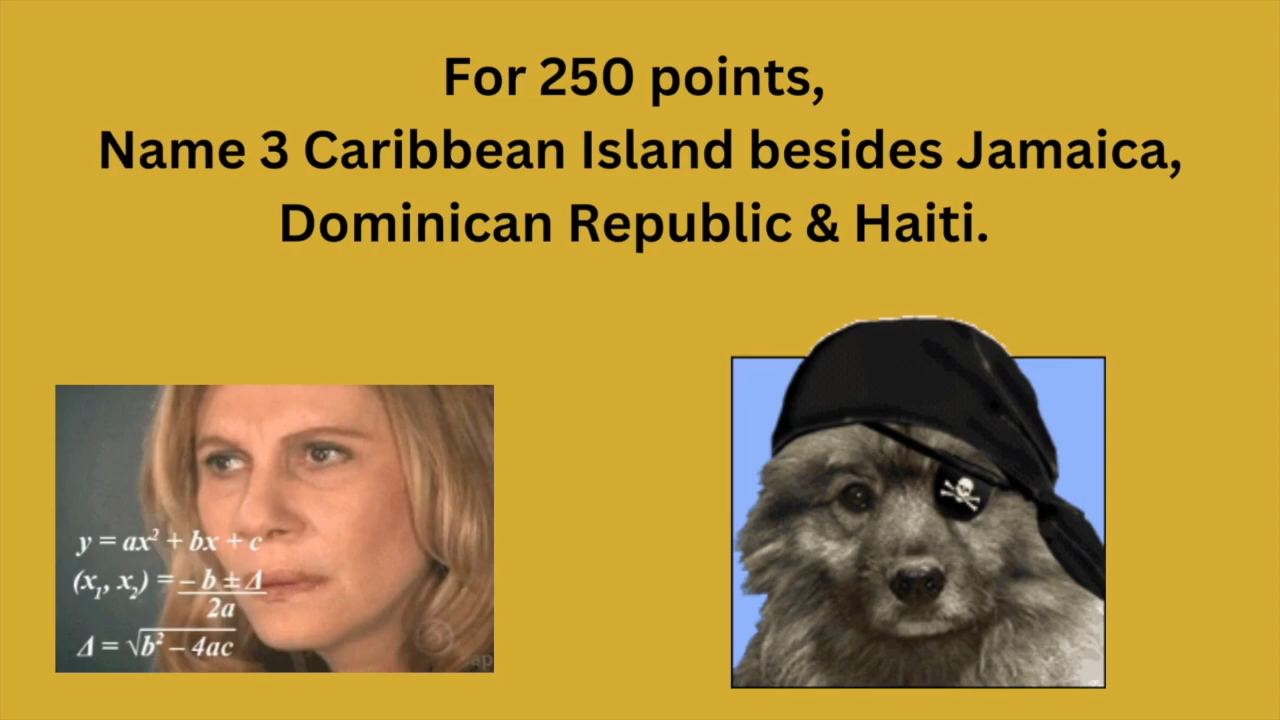 For 250 points,
Name 3 Caribbean Island besides Jamaica,
Dominican Republic & Haiti.
y = ax² + bx + c
(x₁, x₂) = −b ± Δ
2a
Δ = √b² − 4ac
ap